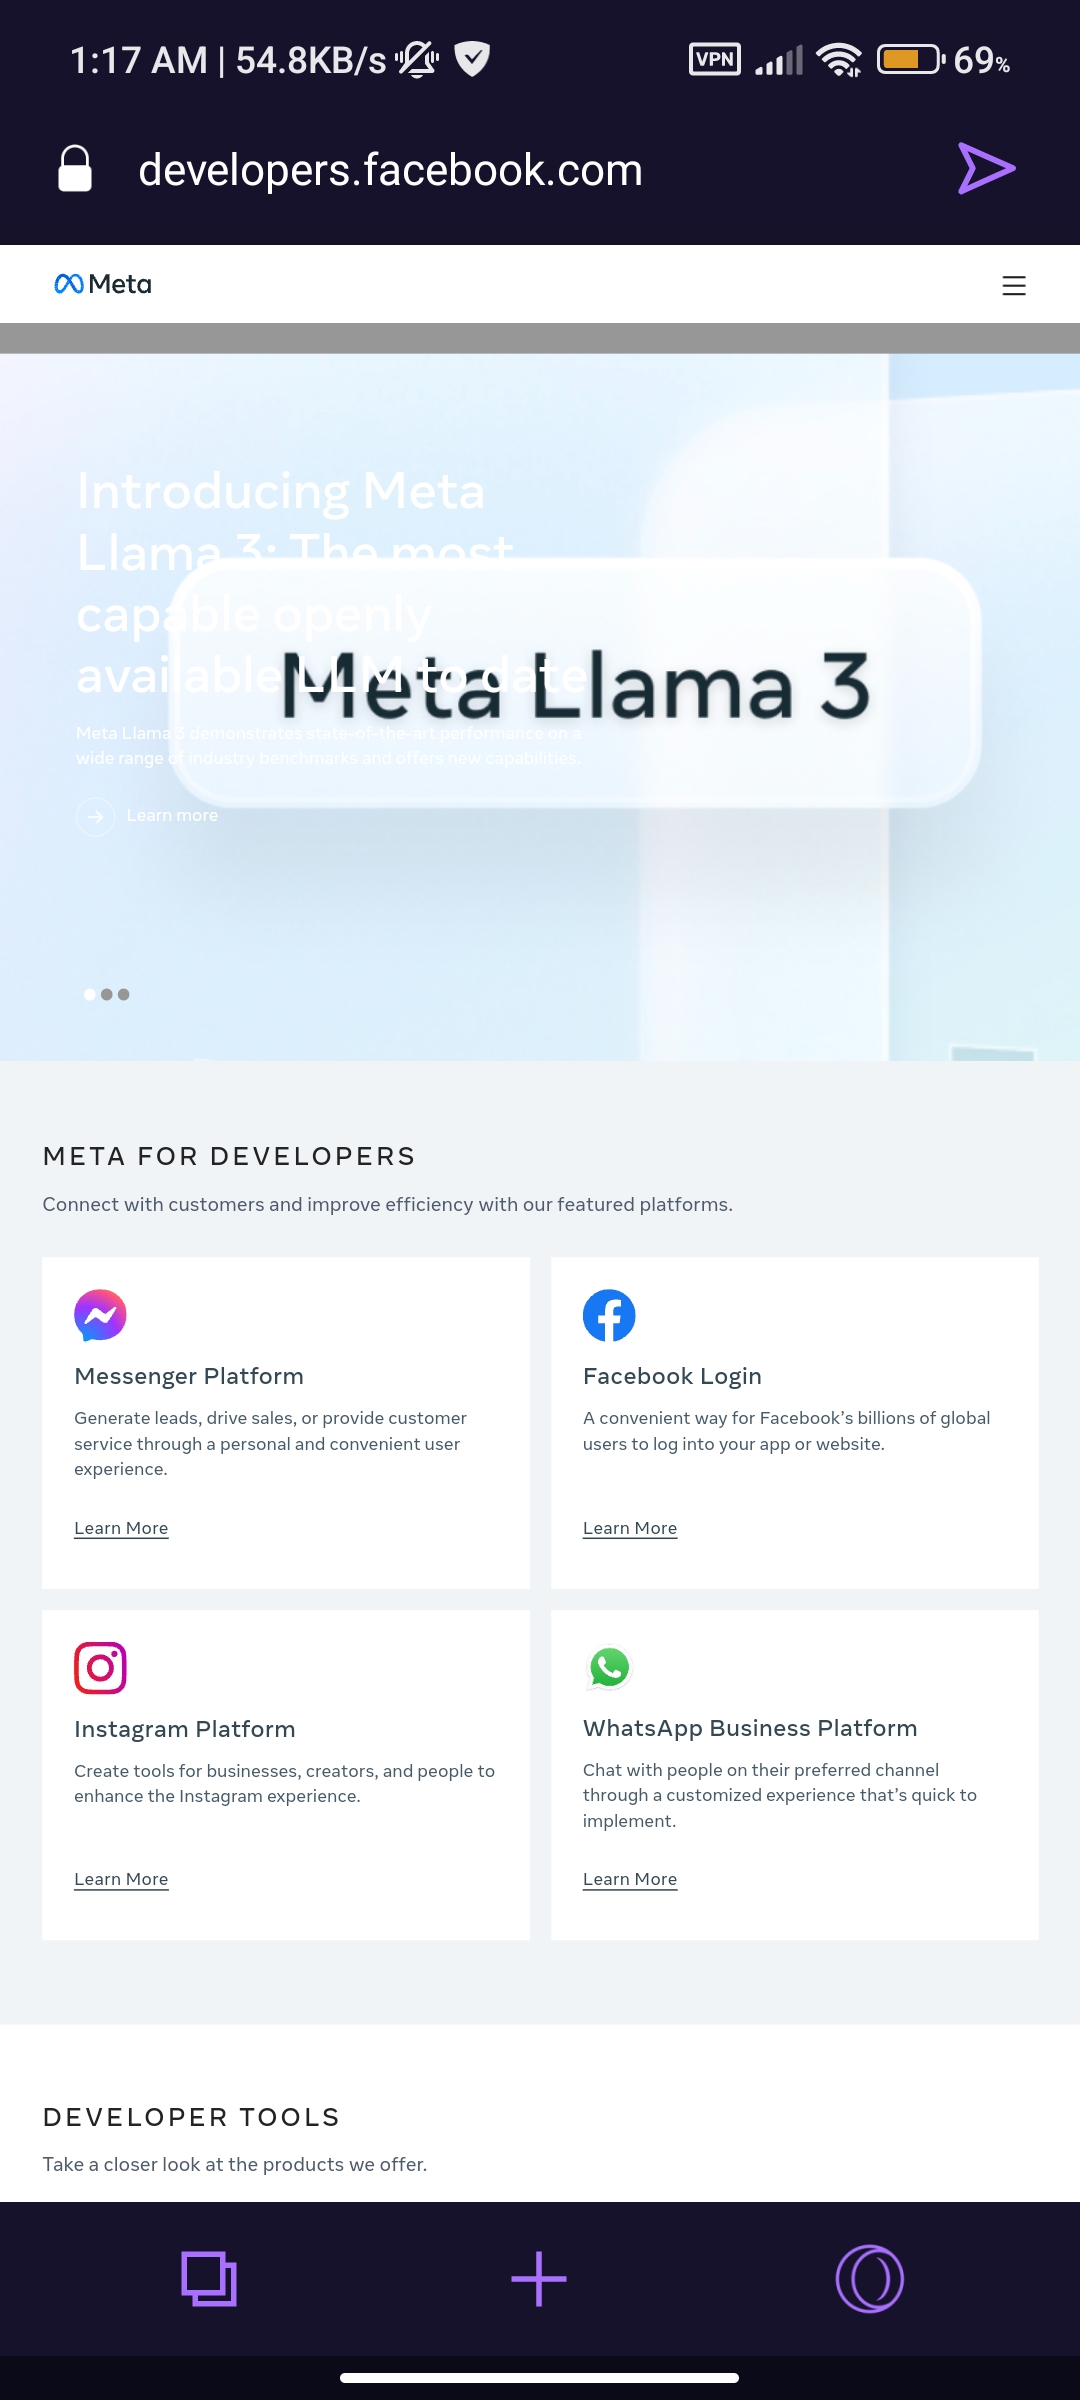 1:17 AM | 54.8KB/s
VPN
69%
developers.facebook.com
Meta
Introducing Meta
Llama 3: The most
capable openly
available LLM to date
Meta Llama 3
Meta Llama 3 demonstrates state-of-the-art performance on a
wide range of industry benchmarks and offers new capabilities.
Learn more
META FOR DEVELOPERS
Connect with customers and improve efficiency with our featured platforms.
Messenger Platform
Generate leads, drive sales, or provide customer
service through a personal and convenient user
experience.
Learn More
Facebook Login
A convenient way for Facebook’s billions of global
users to log into your app or website.
Learn More
Instagram Platform
Create tools for businesses, creators, and people to
enhance the Instagram experience.
Learn More
WhatsApp Business Platform
Chat with people on their preferred channel
through a customized experience that’s quick to
implement.
Learn More
DEVELOPER TOOLS
Take a closer look at the products we offer.